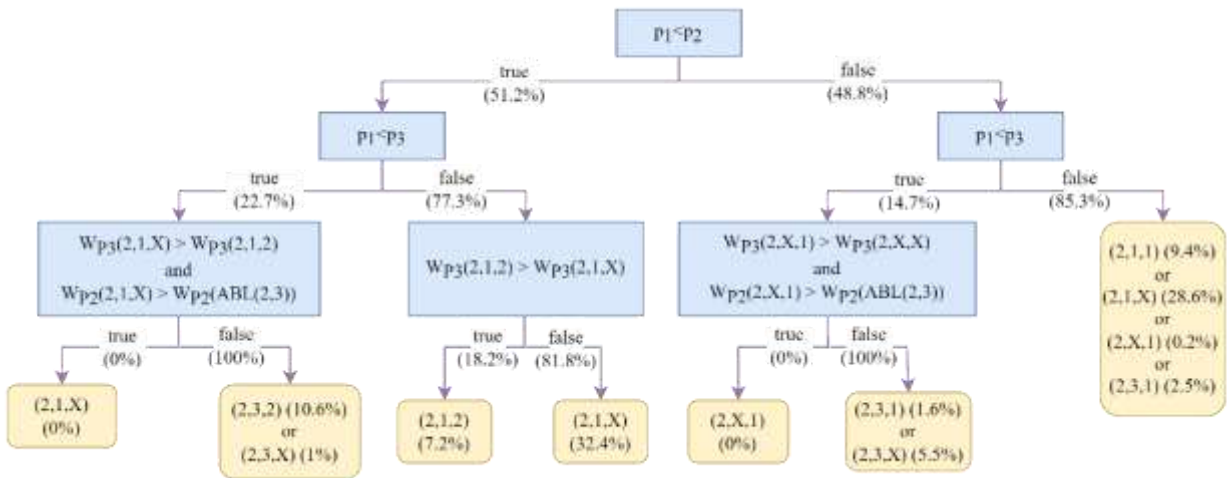 P1<P2
true
(51.2%)
false
(48.8%)
P1<P3
P1<P3
true
(22.7%)
false
(77.3%)
true
(14.7%)
false
(85.3%)
WP3(2,1,X) > WP3(2,1,2)
and
WP2(2,1,X) > WP2(ABL(2,3))
WP3(2,1,2) > WP3(2,1,X)
WP3(2,X,1) > WP3(2,X,X)
and
WP2(2,X,1) > WP2(ABL(2,3))
(2,1,1) (9.4%)
or
(2,1,X) (28.6%)
or
(2,X,1) (0.2%)
or
(2,3,1) (2.5%)
true
(0%)
false
(100%)
true
(18.2%)
false
(81.8%)
true
(0%)
false
(100%)
(2,1,X)
(0%)
(2,3,2) (10.6%)
or
(2,3,X) (1%)
(2,1,2)
(7.2%)
(2,1,X)
(32.4%)
(2,X,1)
(0%)
(2,3,1) (1.6%)
or
(2,3,X) (5.5%)